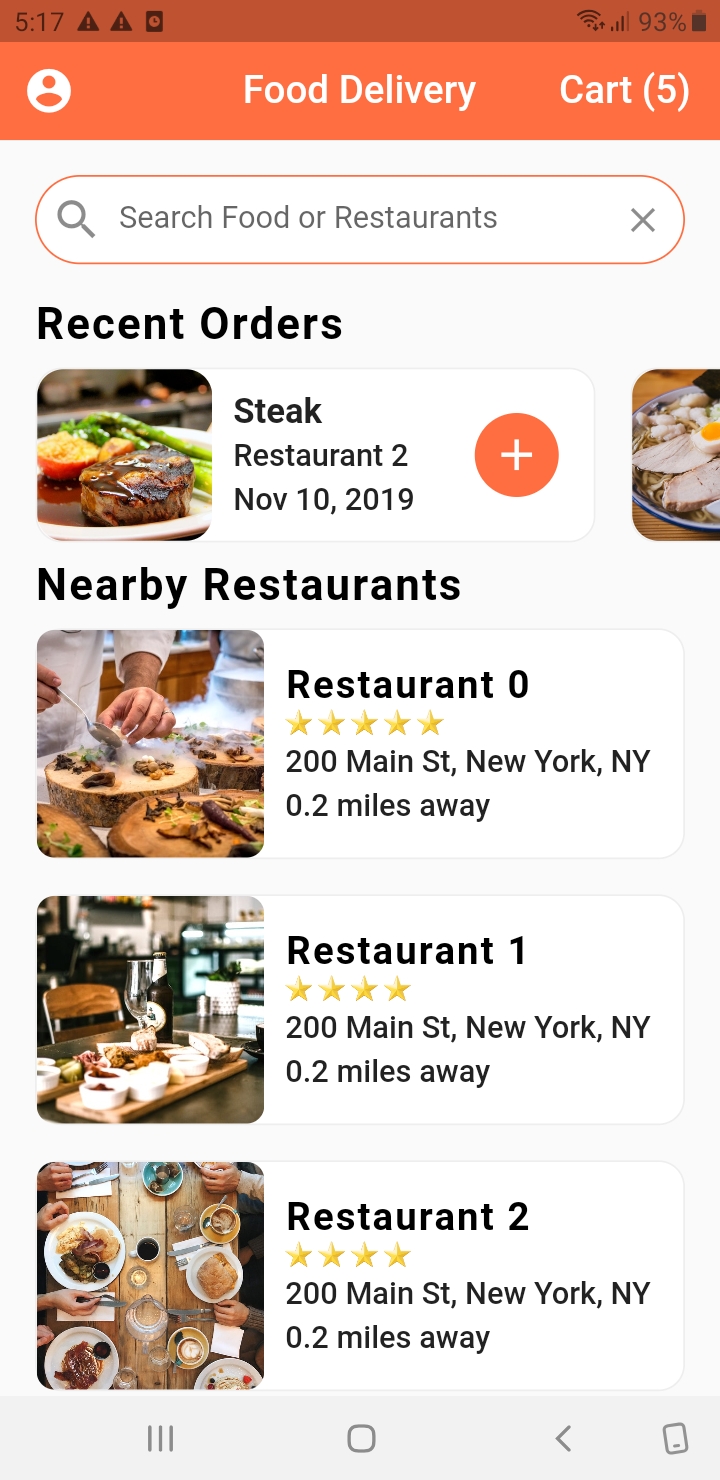 5:17 93%
Food Delivery Cart (5)
Search Food or Restaurants
Recent Orders
Steak
Restaurant 2
Nov 10, 2019
Nearby Restaurants
Restaurant 0
200 Main St, New York, NY
0.2 miles away
Restaurant 1
200 Main St, New York, NY
0.2 miles away
Restaurant 2
200 Main St, New York, NY
0.2 miles away